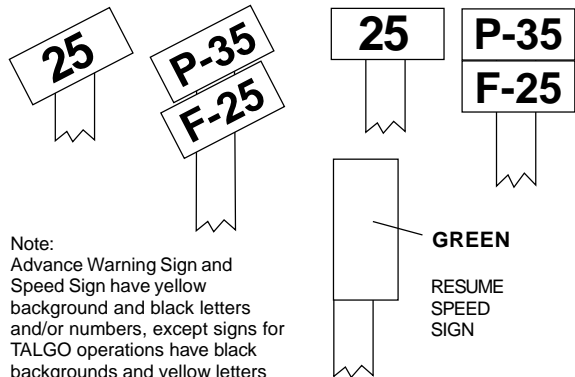 25
P-35
F-25
25
P-35
F-25
GREEN
RESUME
SPEED
SIGN
Note:
Advance Warning Sign and
Speed Sign have yellow
background and black letters
and/or numbers, except signs for
TALGO operations have black
backgrounds and yellow letters